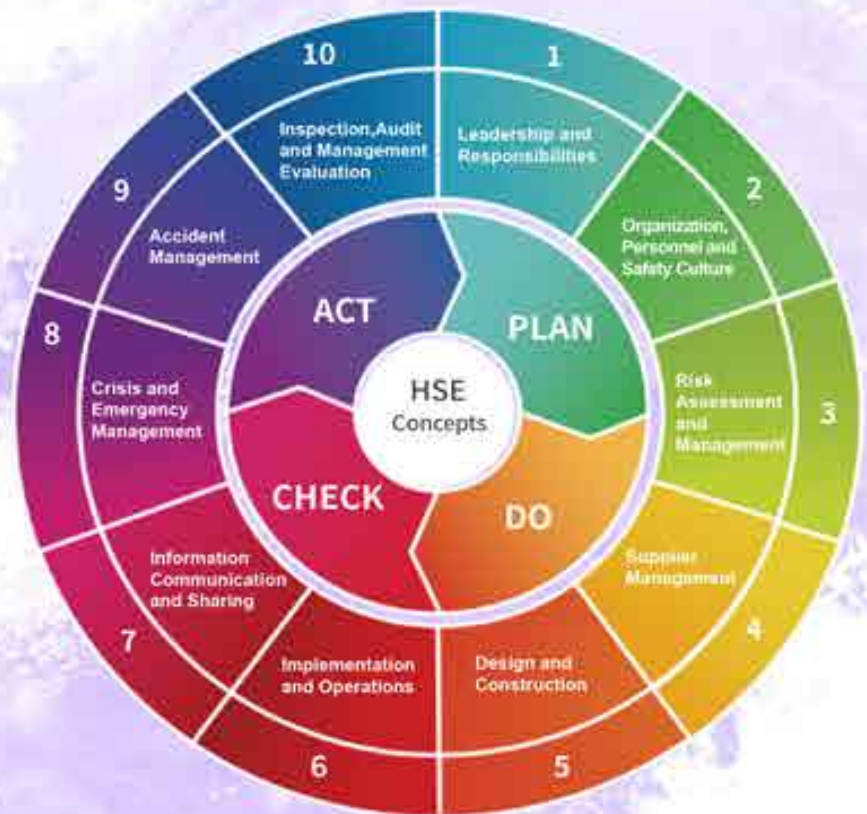 1
Leadership and
Responsibilities
2
Organization,
Personnel and
Safety Culture
3
Risk
Assessment
and
Management
4
Supplier
Management
5
Design and
Construction
6
Implementation
and Operations
7
Information
Communication
and Sharing
8
Crisis and
Emergency
Management
9
Accident
Management
10
Inspection,Audit
and Management
Evaluation
PLAN
DO
CHECK
ACT
HSE
Concepts